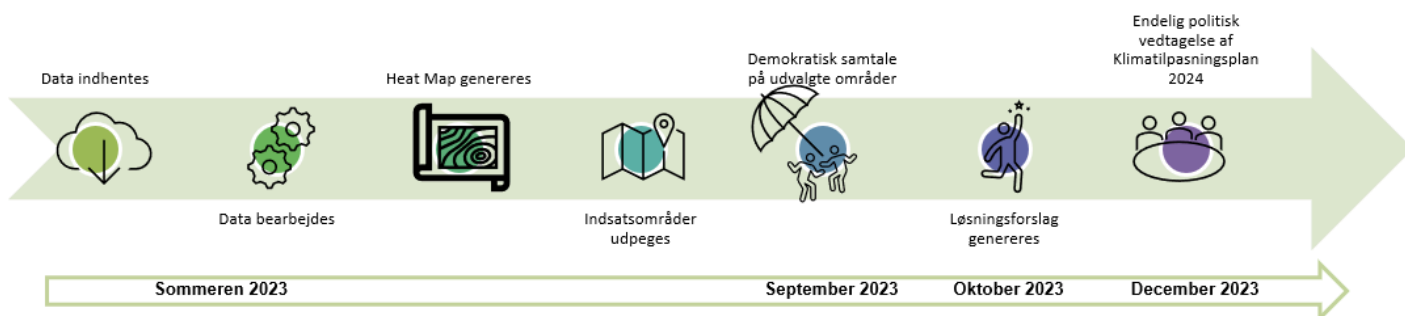 Data indhentes
Data bearbejdes
Heat Map genereres
Indsatsområder
udpeges
Demokratisk samtale
på udvalgte områder
Løsningsforslag
genereres
Endelig politisk
vedtagelse af
Klimatilpasningsplan
2024
Sommeren 2023
September 2023
Oktober 2023
December 2023